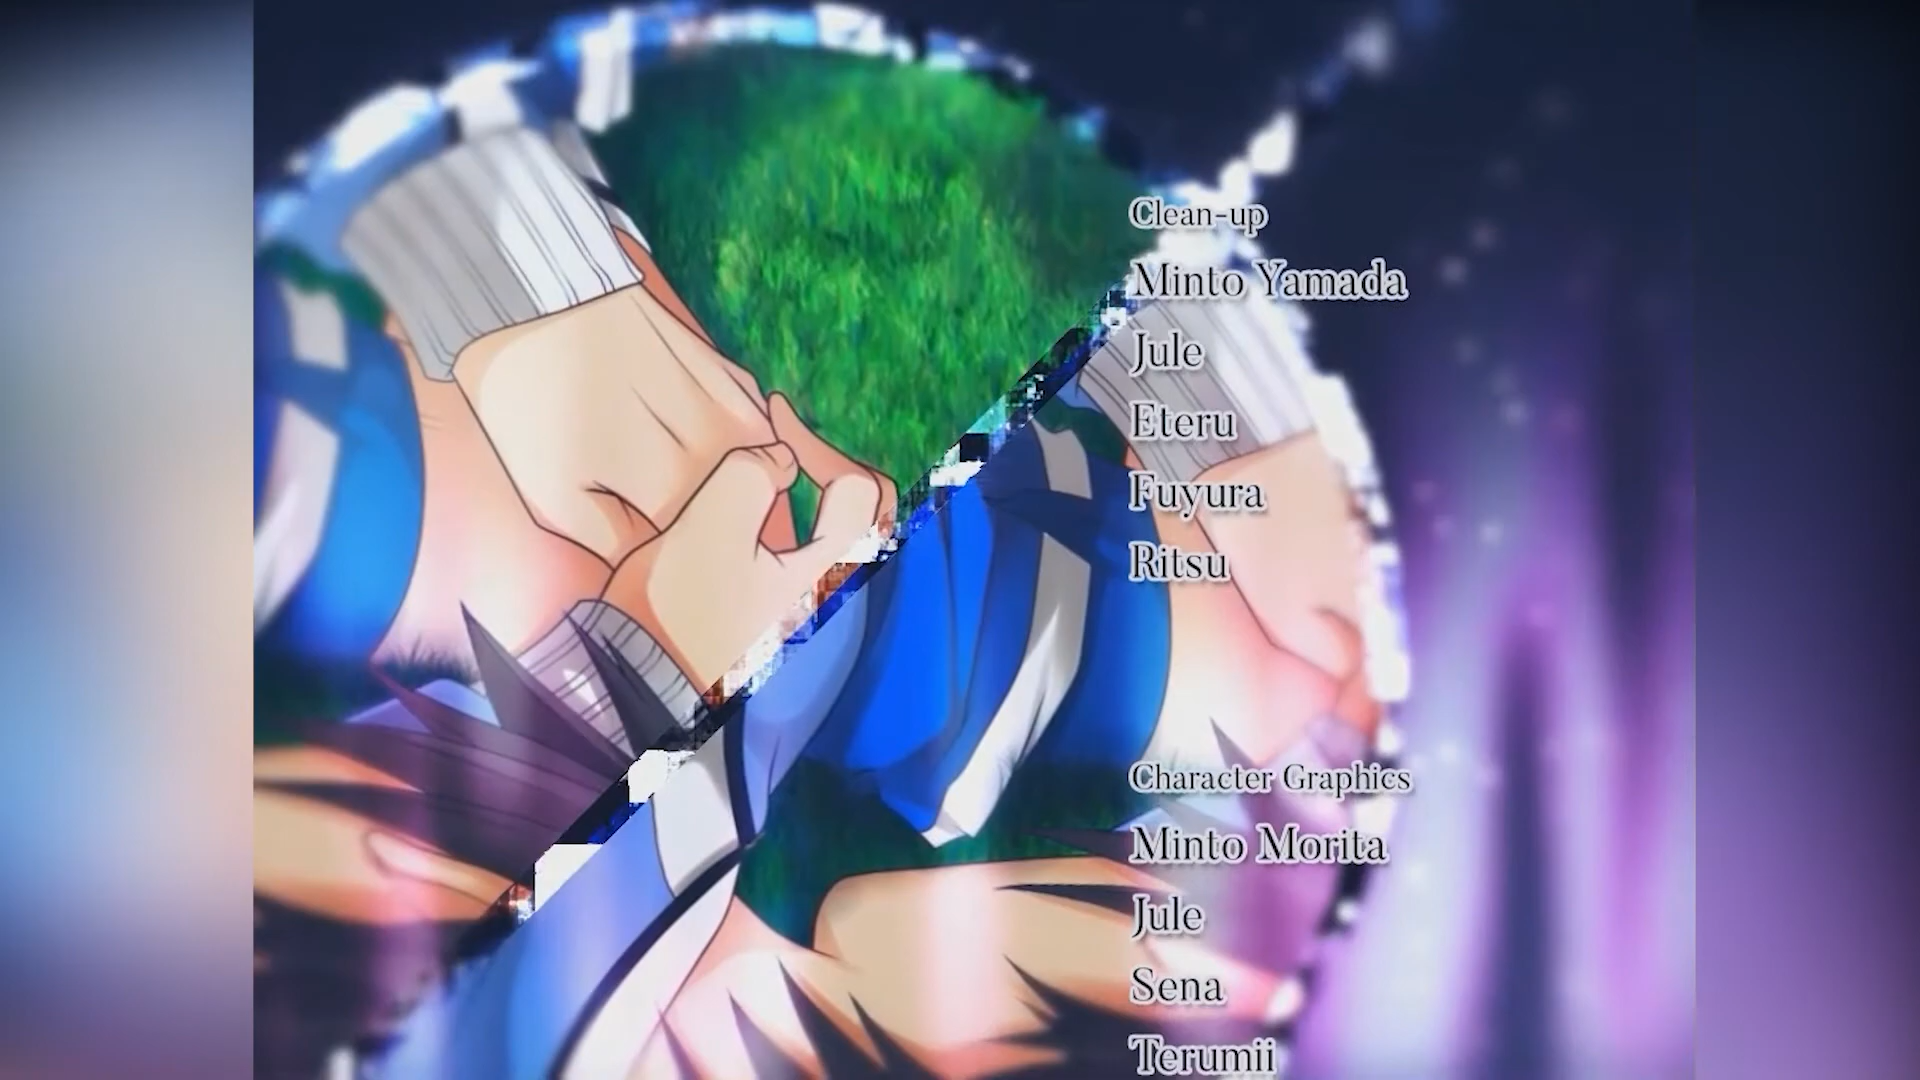 Clean-up
Minto Yamada
Jule
Eteru
Fuyura
Ritsu
Character Graphics
Minto Morita
Jule
Sena
Terumii